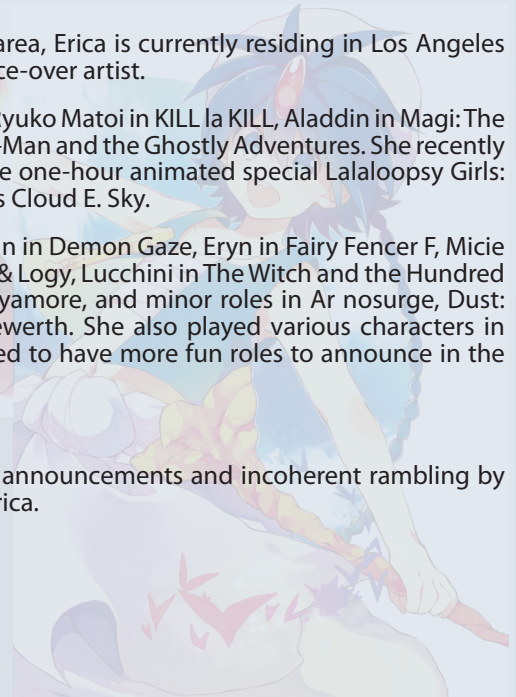 area, Erica is currently residing in Los Angeles
ce-over artist.
Ryuko Matoi in KILL la KILL, Aladdin in Magi: The
-Man and the Ghostly Adventures. She recently
e one-hour animated special Lalaloopsy Girls:
s Cloud E. Sky.
n in Demon Gaze, Eryn in Fairy Fencer F, Micie
& Logy, Lucchini in The Witch and the Hundred
yamore, and minor roles in Ar nosurge, Dust:
ewerth. She also played various characters in
ed to have more fun roles to announce in the
announcements and incoherent rambling by
rica.